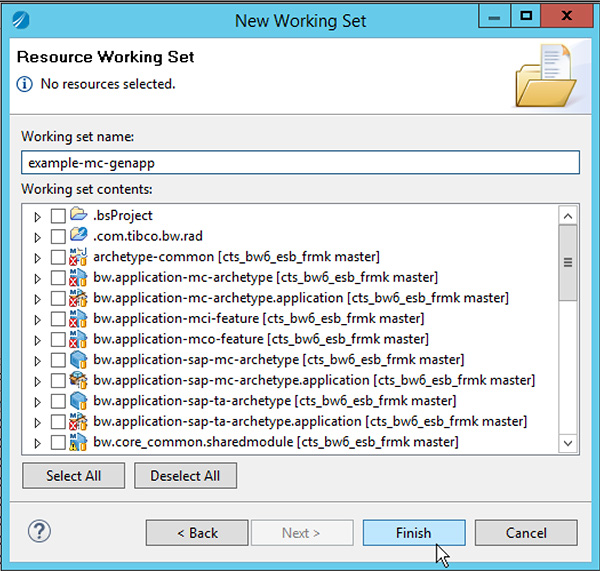 New Working Set
Resource Working Set
No resources selected.
Working set name:
example-mc-genapp
Working set contents:
.bsProject
.com.tibco.bw.rad
archetype-common [cts_bw6_esb_frmk master]
bw.application-mc-archetype [cts_bw6_esb_frmk master]
bw.application-mc-archetype.application [cts_bw6_esb_frmk master]
bw.application-mci-feature [cts_bw6_esb_frmk master]
bw.application-mco-feature [cts_bw6_esb_frmk master]
bw.application-sap-mc-archetype [cts_bw6_esb_frmk master]
bw.application-sap-mc-archetype.application [cts_bw6_esb_frmk master]
bw.application-sap-ta-archetype [cts_bw6_esb_frmk master]
bw.application-sap-ta-archetype.application [cts_bw6_esb_frmk master]
bw.core_common.sharedmodule [cts_bw6_esb_frmk master]
Select All Deselect All
? < Back Next > Finish Cancel